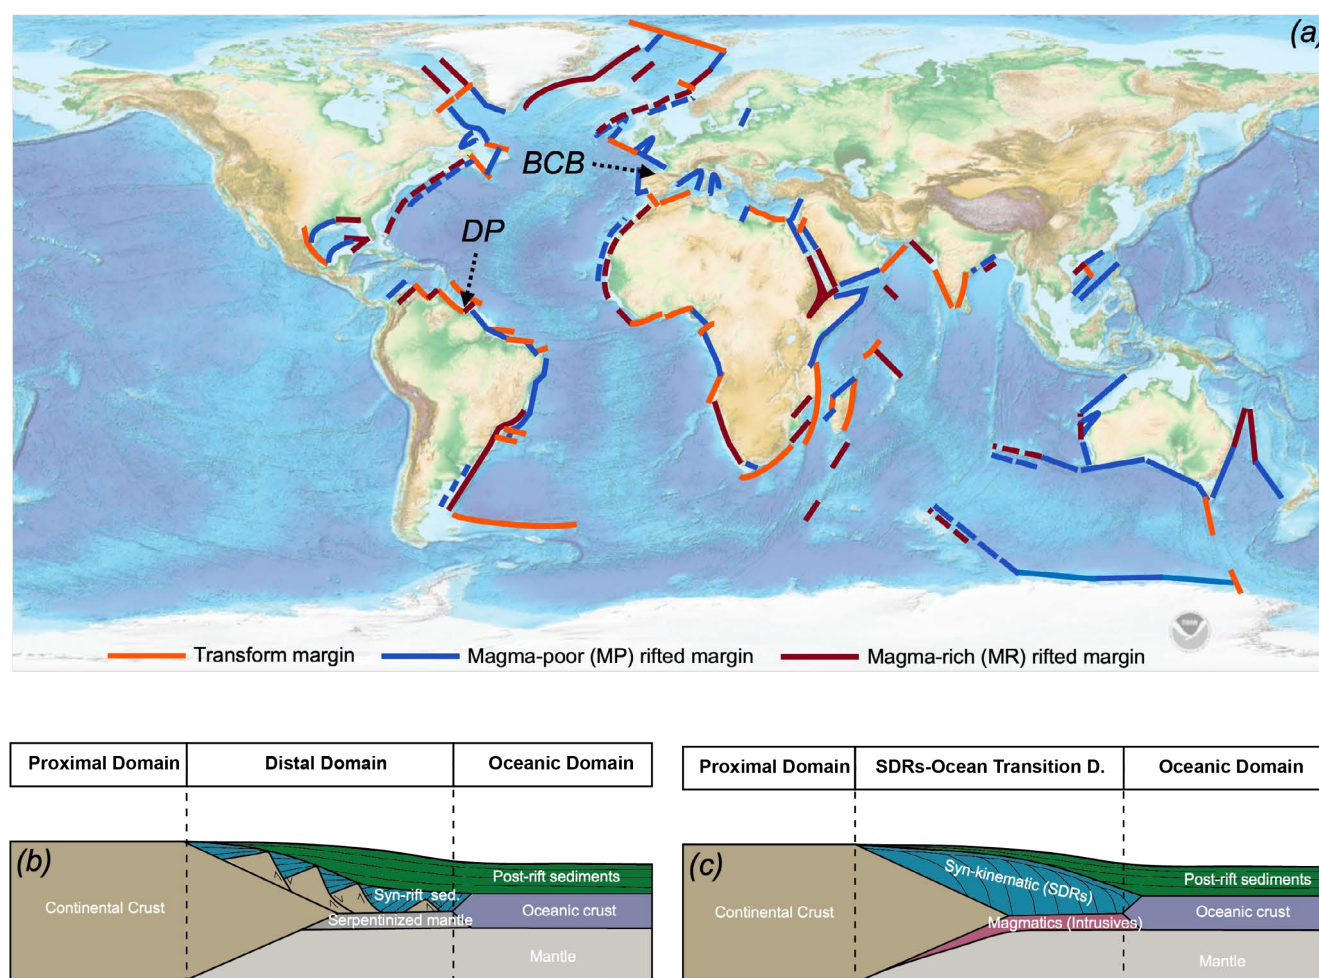 (a)
BCB
DP
Transform margin
Magma-poor (MP) rifted margin
Magma-rich (MR) rifted margin
Proximal Domain
Distal Domain
Oceanic Domain
(b)
Continental Crust
Post-rift sediments
Syn-rift sed.
Serpentinized mantle
Oceanic crust
Mantle
Proximal Domain
SDRs-Ocean Transition D.
Oceanic Domain
(c)
Continental Crust
Syn-kinematic (SDRs)
Post-rift sediments
Magmatics (Intrusives)
Oceanic crust
Mantle